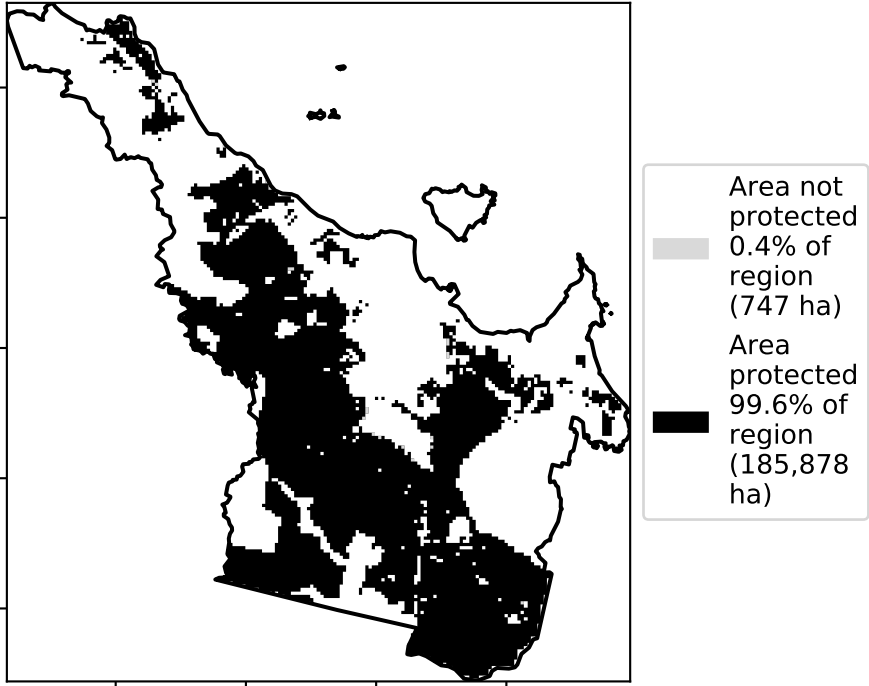 Area not
protected
0.4% of
region
(747 ha)
Area
protected
99.6% of
region
(185,878
ha)